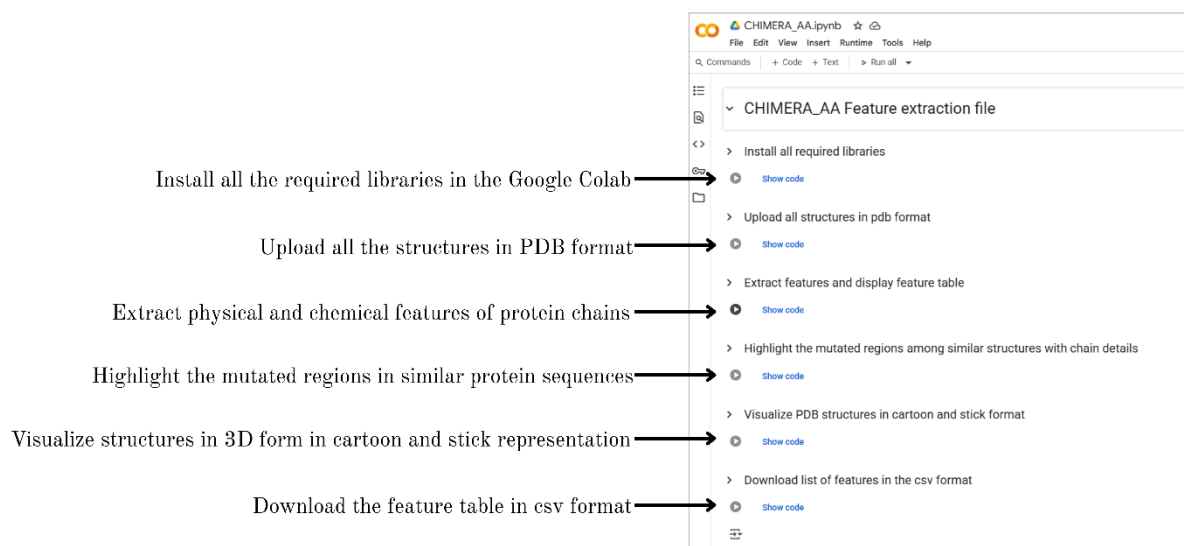 CHIMERA_AA.ipynb
File Edit View Insert Runtime Tools Help
Commands + Code + Text Run all
CHIMERA_AA Feature extraction file
Install all required libraries
Install all the required libraries in the Google Colab
Show code
Upload all structures in pdb format
Upload all the structures in PDB format
Show code
Extract features and display feature table
Extract physical and chemical features of protein chains
Show code
Highlight the mutated regions among similar structures with chain details
Highlight the mutated regions in similar protein sequences
Show code
Visualize PDB structures in cartoon and stick format
Visualize structures in 3D form in cartoon and stick representation
Show code
Download list of features in the csv format
Download the feature table in csv format
Show code